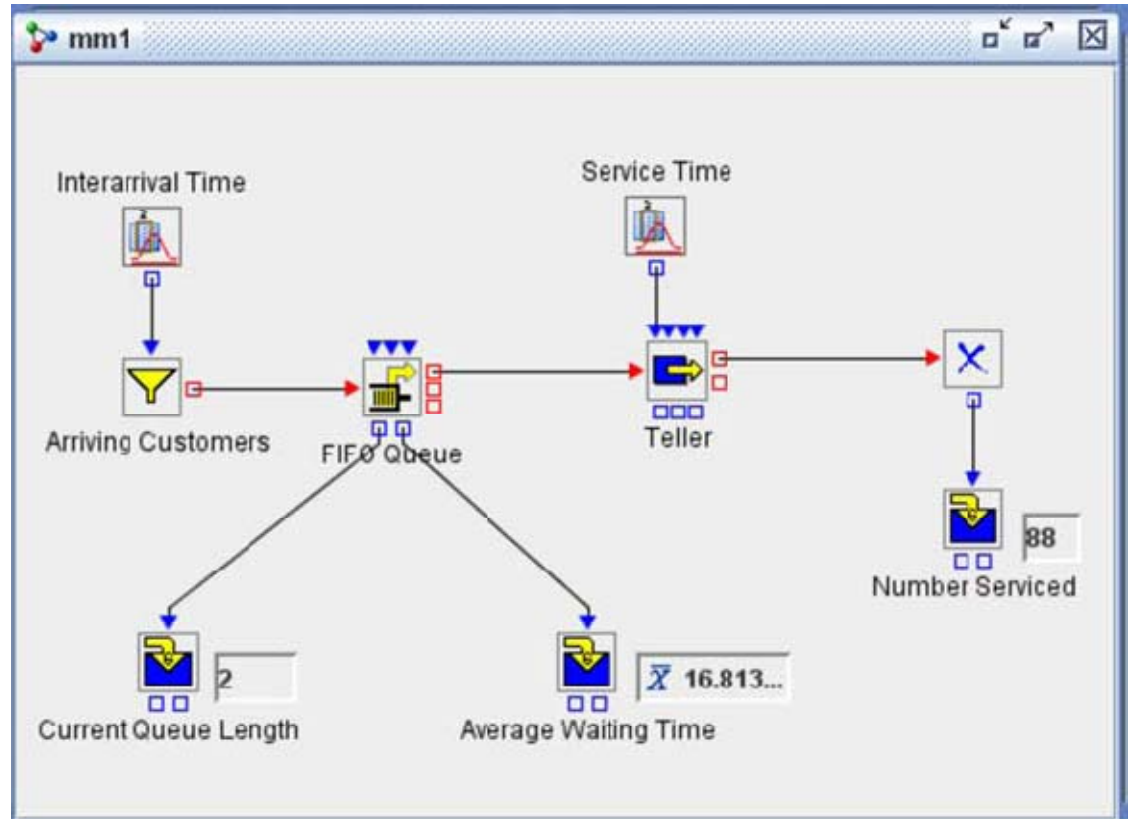 mm1
Interarrival Time
Service Time
Arriving Customers
FIFO Queue
Teller
88
Number Serviced
2
X̅ 16.813...
Current Queue Length
Average Waiting Time